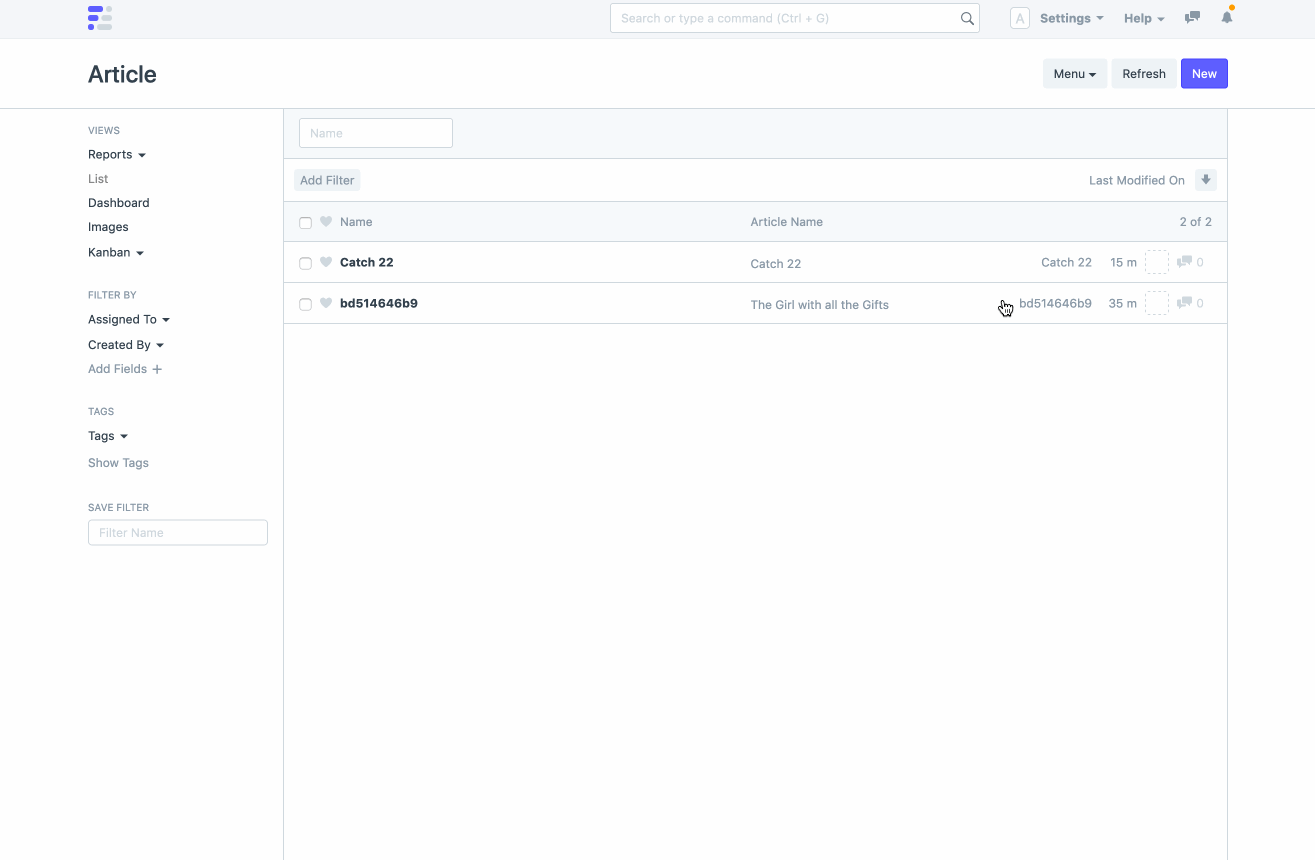 Search or type a command (Ctrl + G)
A Settings Help
Article
Menu Refresh New
VIEWS
Reports
List
Dashboard
Images
Kanban
FILTER BY
Assigned To
Created By
Add Fields +
TAGS
Tags
Show Tags
SAVE FILTER
Filter Name
Name
Add Filter Last Modified On
Name Article Name 2 of 2
Catch 22 Catch 22 Catch 22 15 m 0
bd514646b9 The Girl with all the Gifts bd514646b9 35 m 0